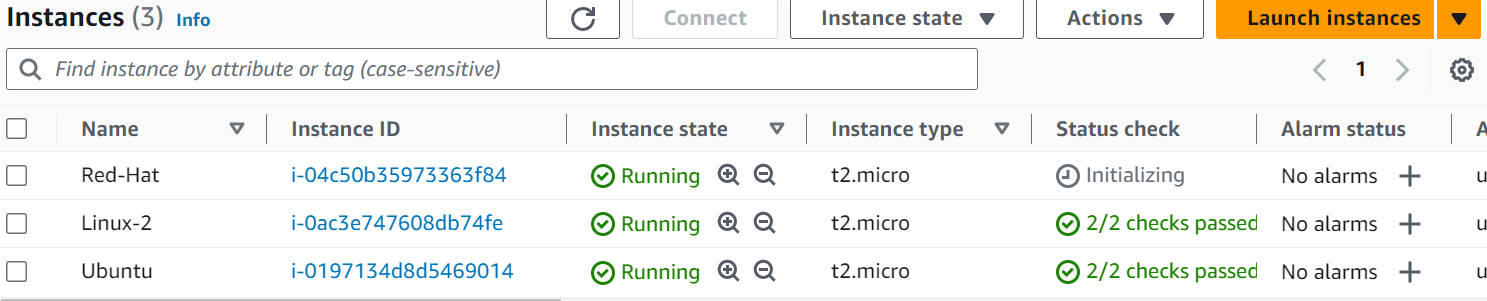 Instances (3) Info Connect Instance state Actions Launch instances
Find instance by attribute or tag (case-sensitive) 1
Name Instance ID Instance state Instance type Status check Alarm status A
Red-Hat i-04c50b35973363f84 Running t2.micro Initializing No alarms u
Linux-2 i-0ac3e747608db74fe Running t2.micro 2/2 checks passed No alarms u
Ubuntu i-0197134d8d5469014 Running t2.micro 2/2 checks passed No alarms u